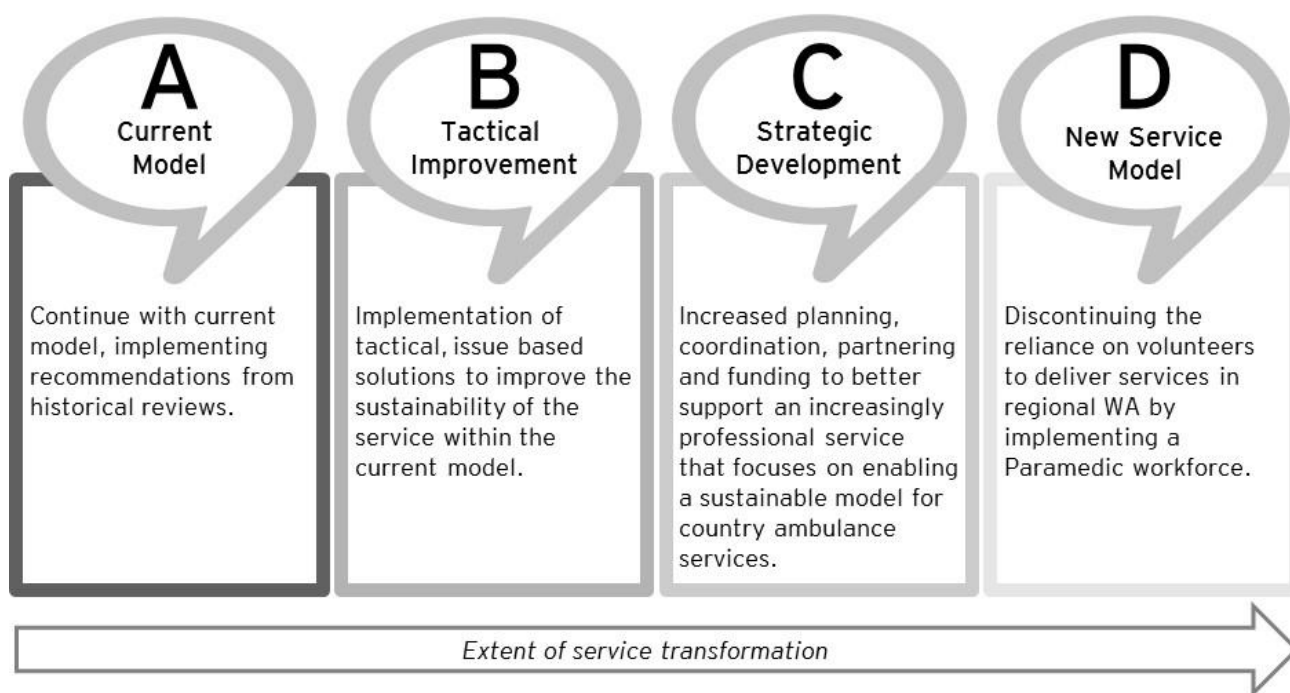 A
Current
Model
Continue with current
model, implementing
recommendations from
historical reviews.
B
Tactical
Improvement
Implementation of
tactical, issue based
solutions to improve the
sustainability of the
service within the
current model.
C
Strategic
Development
Increased planning,
coordination, partnering
and funding to better
support an increasingly
professional service
that focuses on enabling
a sustainable model for
country ambulance
services.
D
New Service
Model
Discontinuing the
reliance on volunteers
to deliver services in
regional WA by
implementing a
Paramedic workforce.
Extent of service transformation